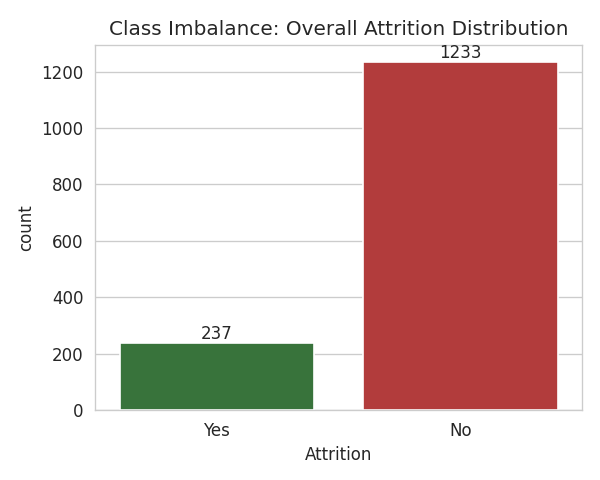 Class Imbalance: Overall Attrition Distribution
1233
1200
1000
800
600
400
237
200
0
count
Yes
No
Attrition